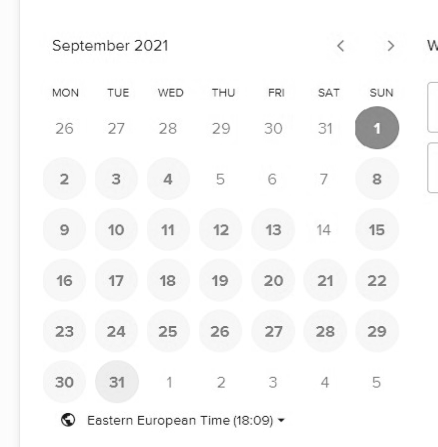 September 2021
W
MON TUE WED THU FRI SAT SUN
26 27 28 29 30 31 1
2 3 4 5 6 7 8
9 10 11 12 13 14 15
16 17 18 19 20 21 22
23 24 25 26 27 28 29
30 31 1 2 3 4 5
Eastern European Time (18:09)